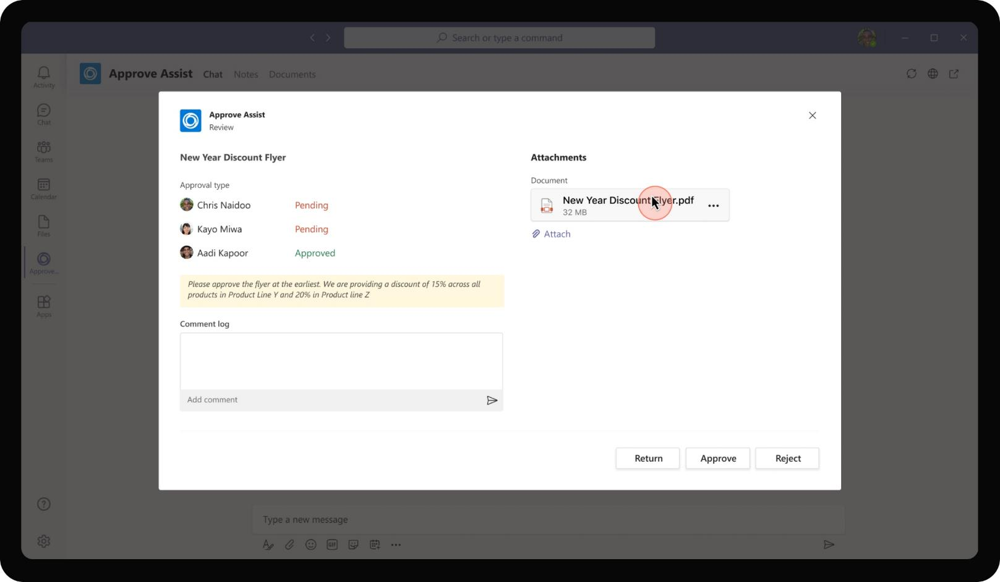 Search or type a command
Activity
Chat
Teams
Calendar
Files
Approve...
Apps
Approve Assist Chat Notes Documents
Approve Assist
Review
New Year Discount Flyer
Approval type
Chris Naidoo Pending
Kayo Miwa Pending
Aadi Kapoor Approved
Please approve the flyer at the earliest. We are providing a discount of 15% across all
products in Product Line Y and 20% in Product line Z
Comment log
Add comment
Attachments
Document
New Year Discount Flyer.pdf
32 MB
Attach
Return Approve Reject
Type a new message
GIF